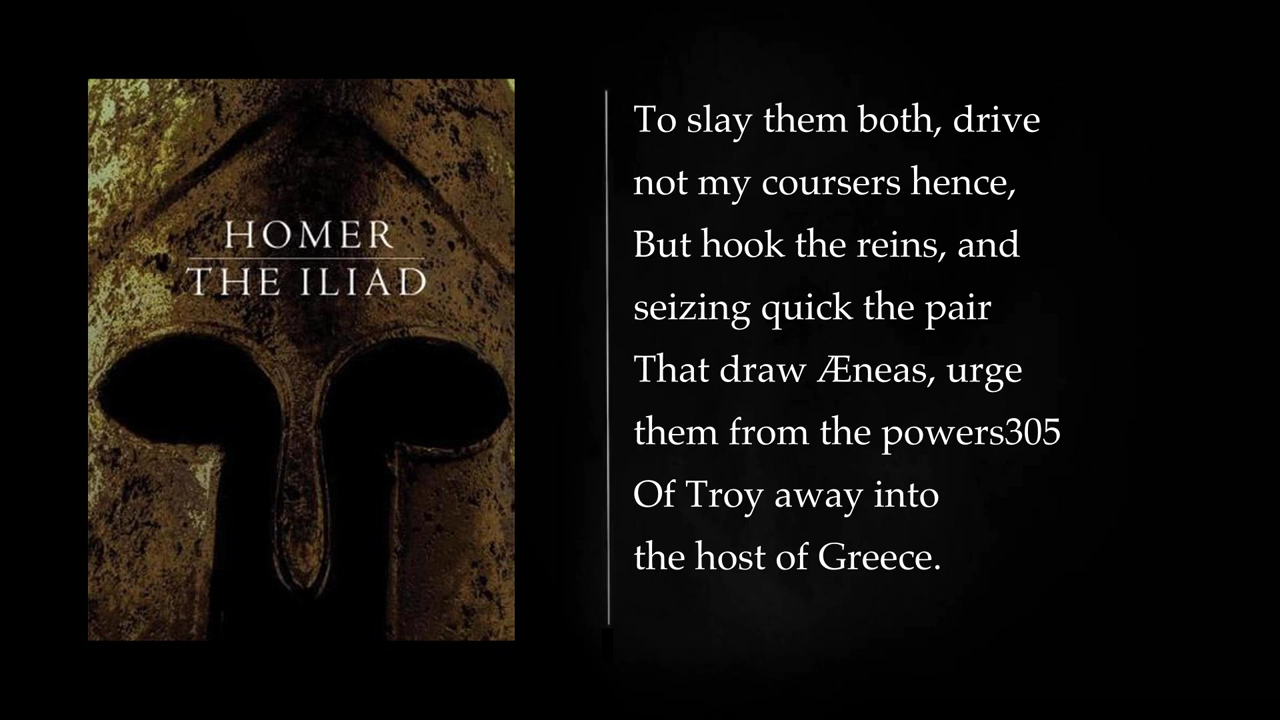 HOMER
THE ILIAD
To slay them both, drive
not my coursers hence,
But hook the reins, and
seizing quick the pair
That draw Æneas, urge
them from the powers305
Of Troy away into
the host of Greece.